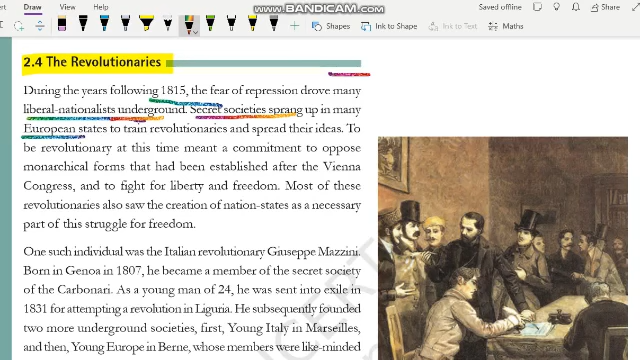 Draw
Design
Layout
References
Mailings
Review
View
Help
www.BANDICAM.com
Saved offline
Share
Shapes
Ink to Shape
Ink to Text
Maths
2.4 The Revolutionaries
During the years following 1815, the fear of repression drove many
liberal-nationalists underground. Secret societies sprang up in many
European states to train revolutionaries and spread their ideas. To
be revolutionary at this time meant a commitment to oppose
monarchical forms that had been established after the Vienna
Congress, and to fight for liberty and freedom. Most of these
revolutionaries also saw the creation of nation-states as a necessary
part of this struggle for freedom.
One such individual was the Italian revolutionary Giuseppe Mazzini.
Born in Genoa in 1807, he became a member of the secret society
of the Carbonari. As a young man of 24, he was sent into exile in
1831 for attempting a revolution in Liguria. He subsequently founded
two more underground societies, first, Young Italy in Marseilles,
and then, Young Europe in Berne, whose members were like-minded